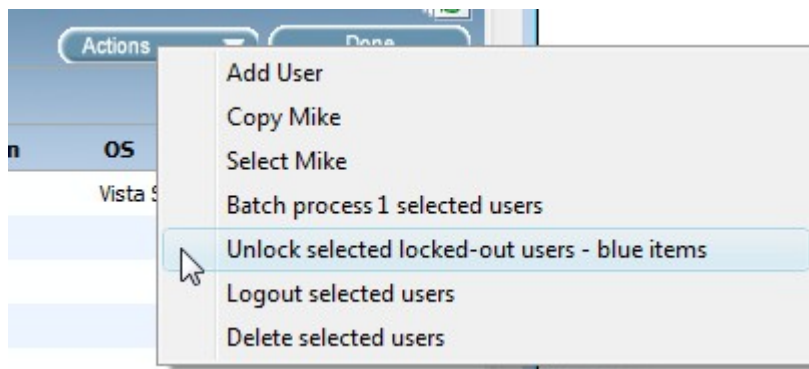 Actions Done
Add User
Copy Mike
n OS Select Mike
Vista S Batch process 1 selected users
Unlock selected locked-out users - blue items
Logout selected users
Delete selected users